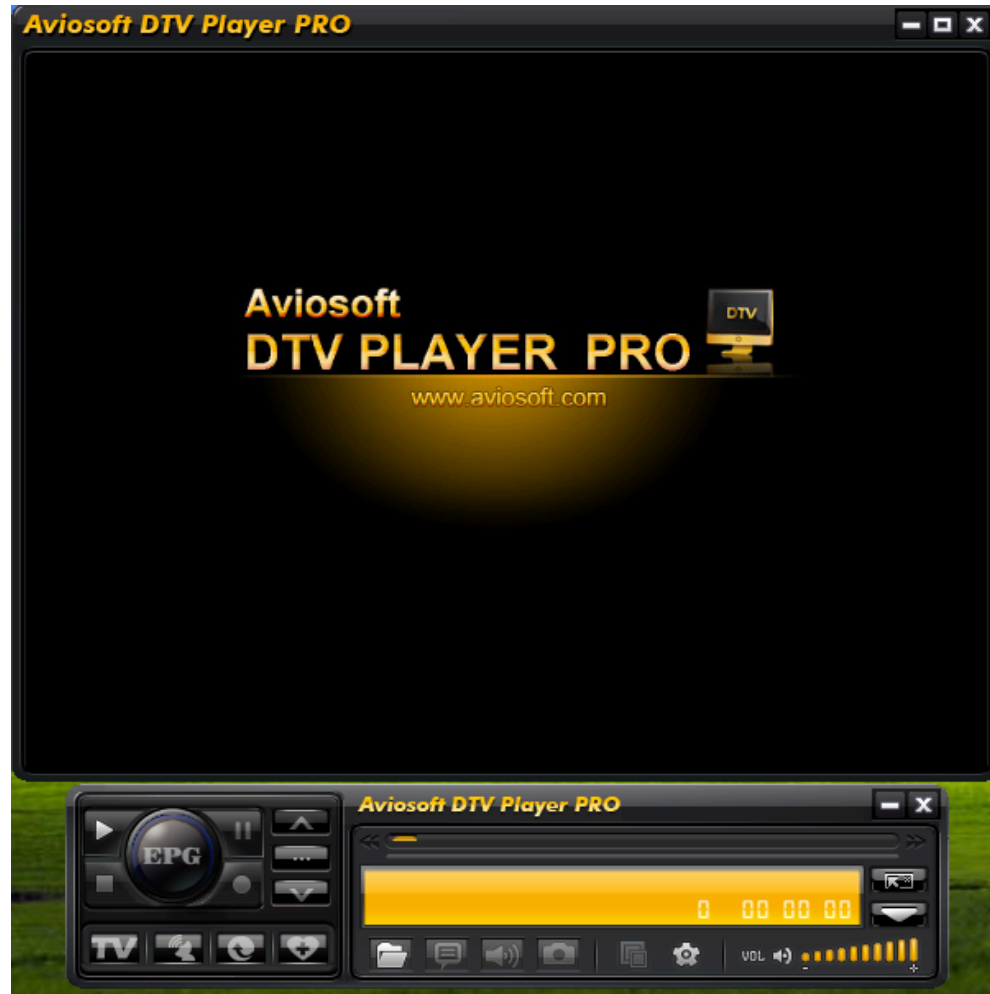 Aviosoft DTV Player PRO
Aviosoft
DTV PLAYER PRO
DTV
www.aviosoft.com
Aviosoft DTV Player PRO
EPG
...
0 00 00 00
TV
VOL
- +